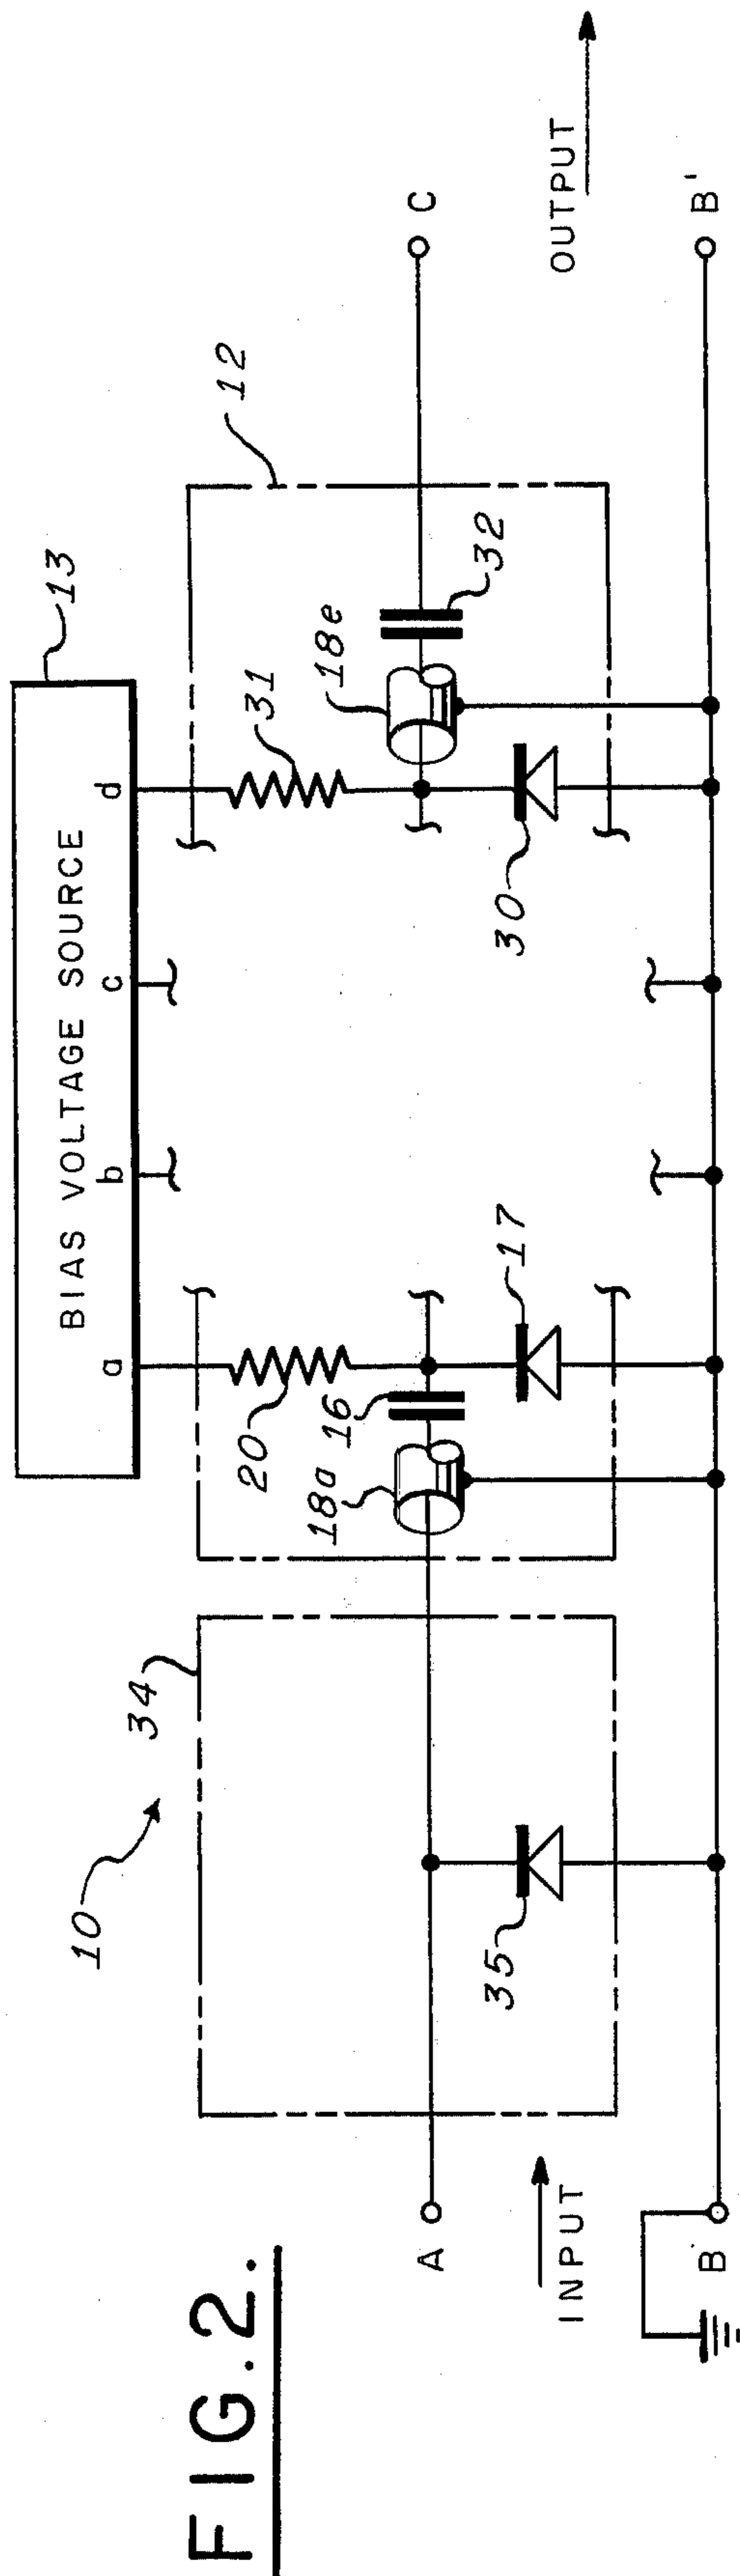 13
BIAS VOLTAGE SOURCE
a
b
c
d
12
10
34
20
16
18a
17
31
18e
32
30
35
A
C
INPUT
OUTPUT
B
B'
FIG.2.